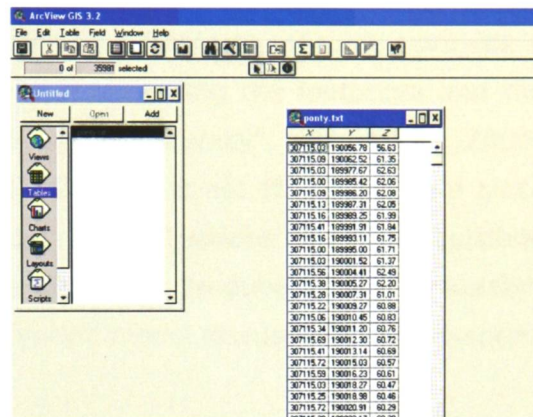 ArcView GIS 3.2
File Edit Table Field Window Help
0 of 35981 selected
Untitled
New Open Add
Views
Tables
Charts
Layouts
Scripts
ponty.txt
X Y Z
307115.03 190056.78 56.63
307115.09 190062.52 61.35
307115.03 189977.67 62.63
307115.00 189985.42 62.06
307115.09 189986.20 62.08
307115.13 189987.31 62.05
307115.16 189989.25 61.99
307115.41 189991.91 61.84
307115.16 189993.11 61.75
307115.00 189995.00 61.71
307115.03 190001.52 61.37
307115.56 190004.41 62.49
307115.38 190005.27 62.20
307115.28 190007.31 61.01
307115.22 190009.27 60.88
307115.06 190010.45 60.83
307115.34 190011.20 60.76
307115.69 190012.30 60.72
307115.41 190013.14 60.69
307115.72 190015.03 60.57
307115.59 190016.23 60.61
307115.03 190018.27 60.47
307115.25 190018.98 60.46
307115.72 190020.91 60.29